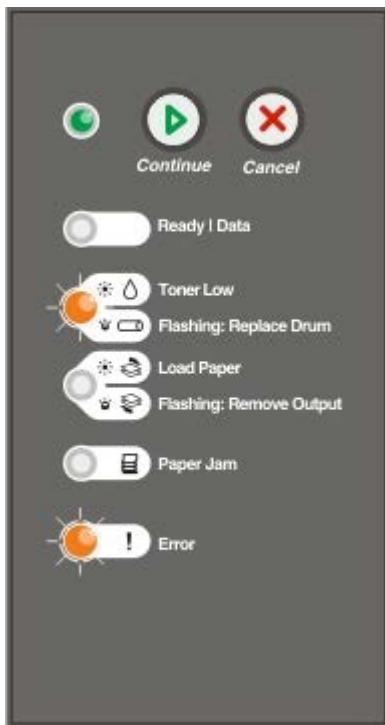 Continue
Cancel
Ready | Data
Toner Low
Flashing: Replace Drum
Load Paper
Flashing: Remove Output
Paper Jam
! Error